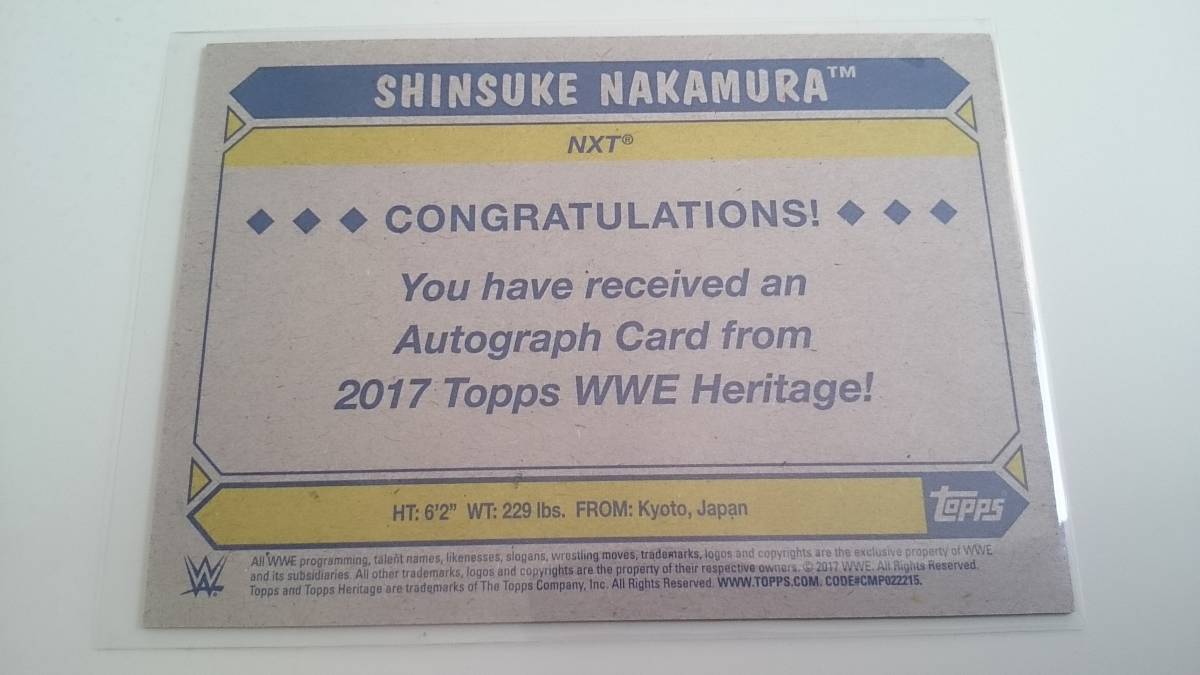 SHINSUKE NAKAMURA™
NXT®
CONGRATULATIONS!
You have received an
Autograph Card from
2017 Topps WWE Heritage!
HT: 6'2" WT: 229 lbs. FROM: Kyoto, Japan
topps
W
All WWE programming, talent names, likenesses, slogans, wrestling moves, trademarks, logos and copyrights are the exclusive property of WWE
and its subsidiaries. All other trademarks, logos and copyrights are the property of their respective owners. © 2017 WWE. All Rights Reserved.
Topps and Topps Heritage are trademarks of The Topps Company, Inc. All Rights Reserved. WWW.TOPPS.COM. CODE#CMP022215.